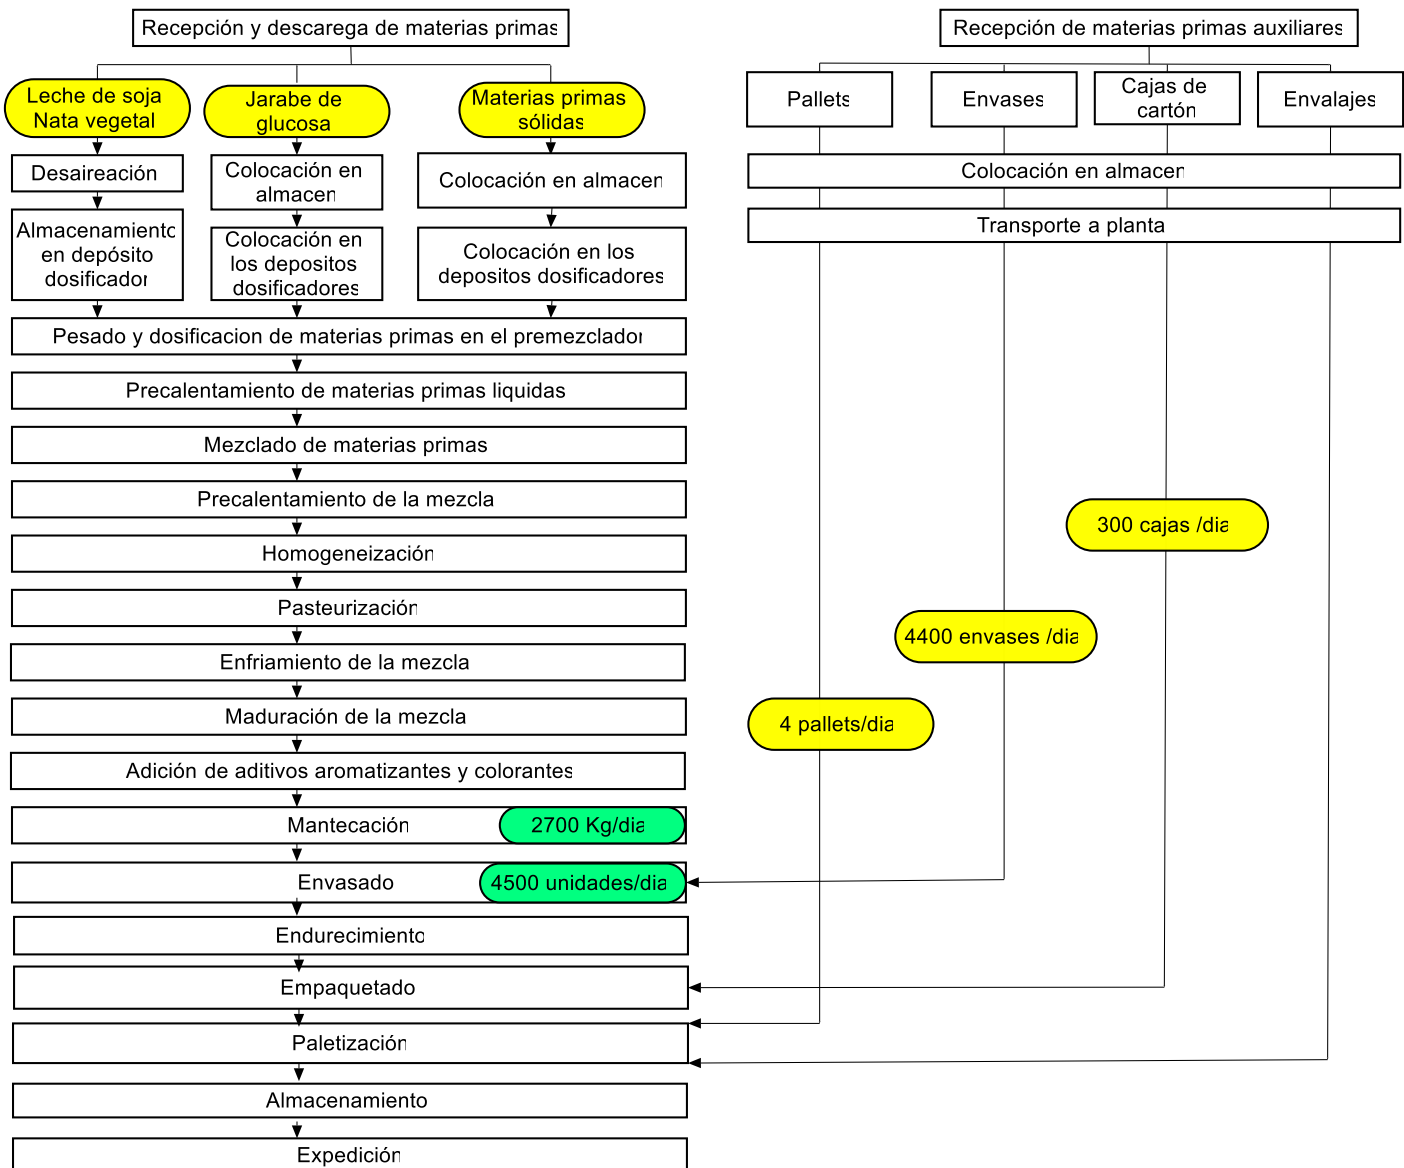 Recepción y descarega de materias primas
Leche de soja
Nata vegetal
Jarabe de
glucosa
Materias primas
sólidas
Desaireación
Colocación en
almacen
Colocación en almacen
Almacenamiento
en depósito
dosificador
Colocación en
los depositos
dosificadores
Colocación en los
depositos dosificadores
Pesado y dosificacion de materias primas en el premezclador
Precalentamiento de materias primas liquidas
Mezclado de materias primas
Precalentamiento de la mezcla
Homogeneización
Pasteurización
Enfriamiento de la mezcla
Maduración de la mezcla
Adición de aditivos aromatizantes y colorantes
Mantecación
2700 Kg/dia
Envasado
4500 unidades/dia
Endurecimiento
Empaquetado
Paletización
Almacenamiento
Expedición
Recepción de materias primas auxiliares
Pallets
Envases
Cajas de
cartón
Envalajes
Colocación en almacen
Transporte a planta
300 cajas /dia
4400 envases /dia
4 pallets/dia